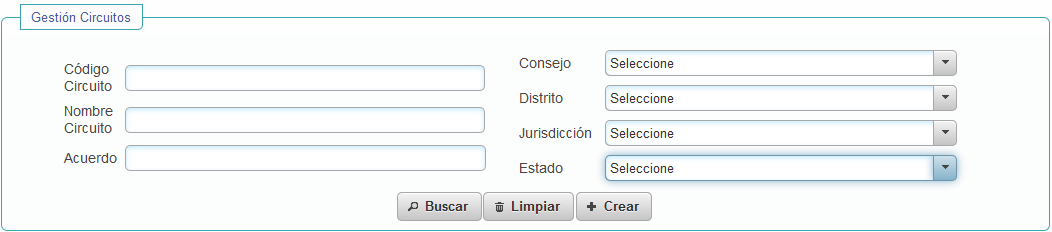 Gestión Circuitos
Código
Circuito
Nombre
Circuito
Acuerdo
Consejo Seleccione
Distrito Seleccione
Jurisdicción Seleccione
Estado Seleccione
Buscar Limpiar Crear